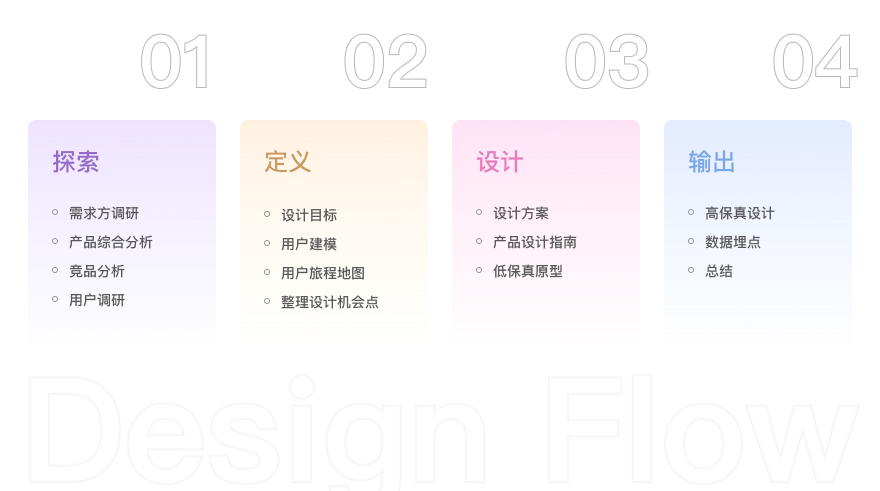 01
探索
需求方调研
产品综合分析
竞品分析
用户调研
02
定义
设计目标
用户建模
用户旅程地图
整理设计机会点
03
设计
设计方案
产品设计指南
低保真原型
04
输出
高保真设计
数据埋点
总结
Design Flow